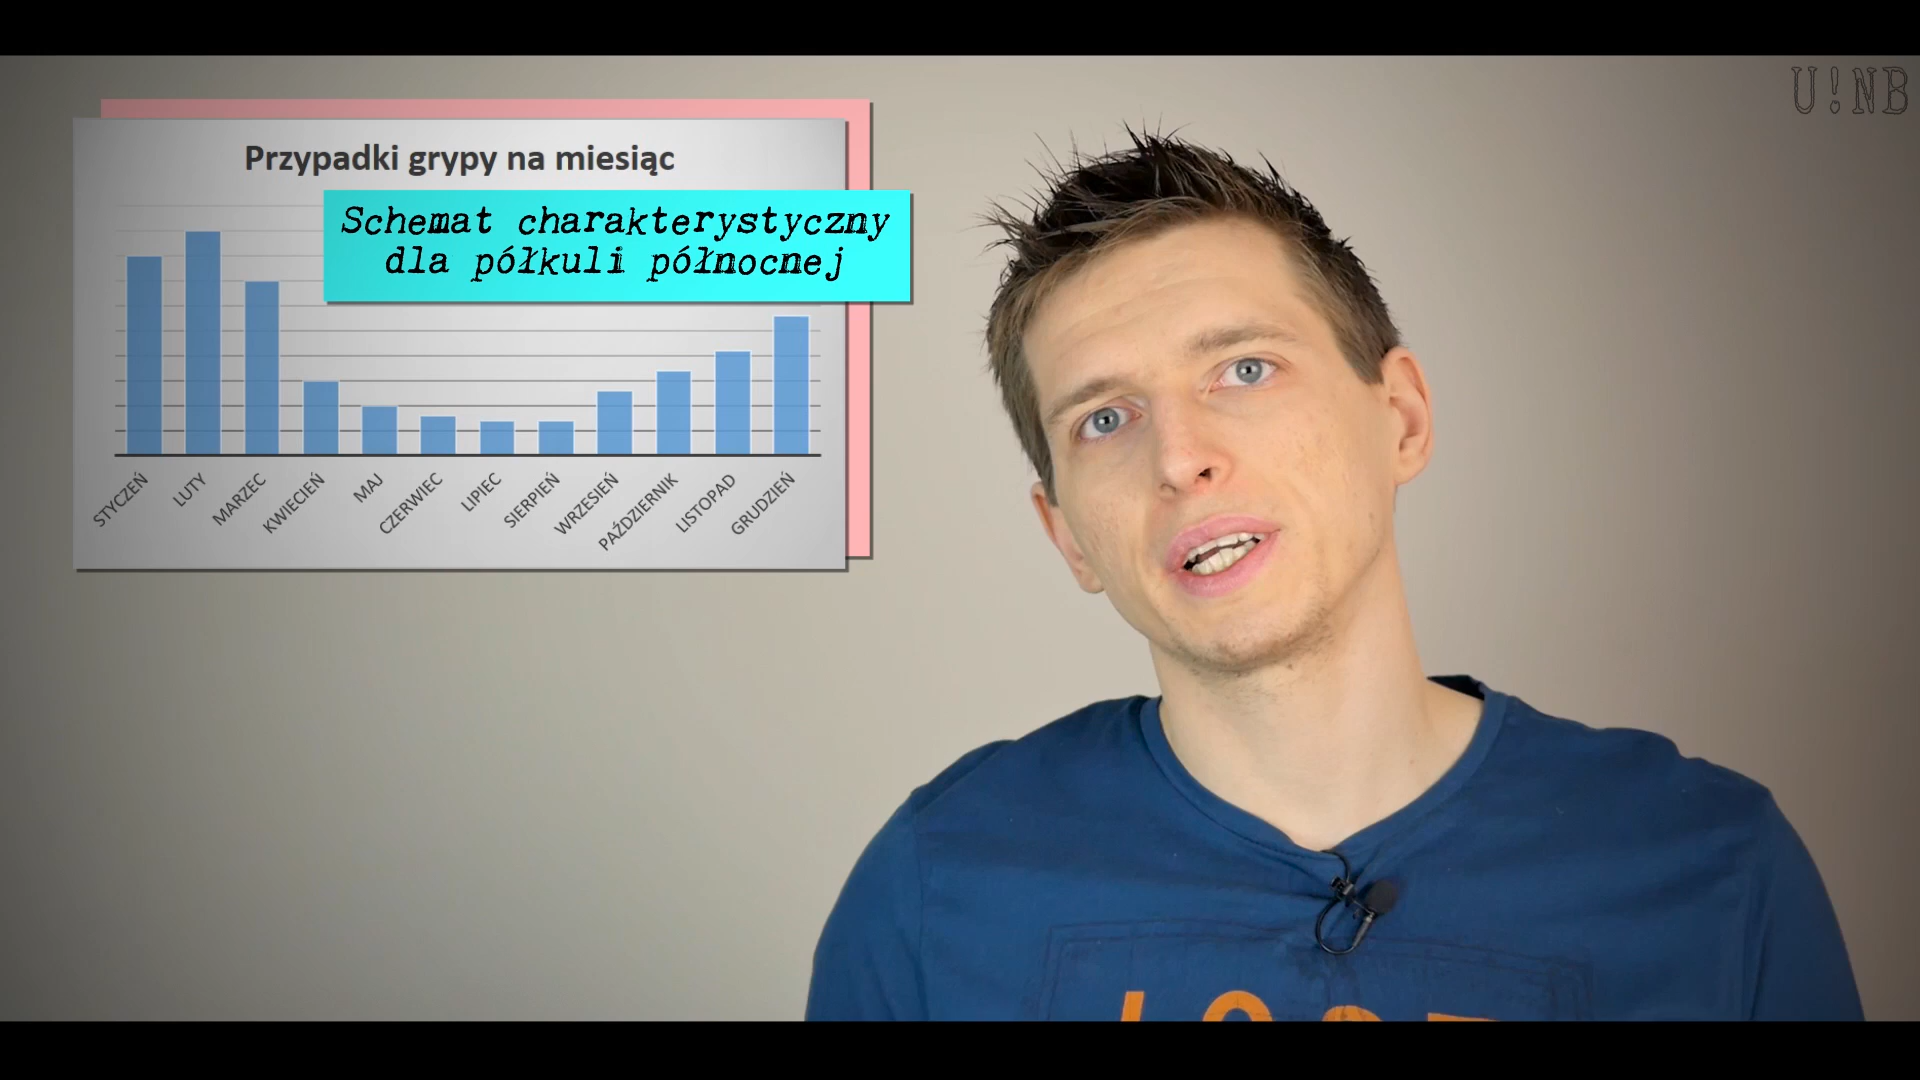 U!NB
Przypadki grypy na miesiąc
Schemat charakterystyczny
dla półkuli północnej
STYCZEŃ
LUTY
MARZEC
KWIECIEŃ
MAJ
CZERWIEC
LIPIEC
SIERPIEŃ
WRZESIEŃ
PAŹDZIERNIK
LISTOPAD
GRUDZIEŃ